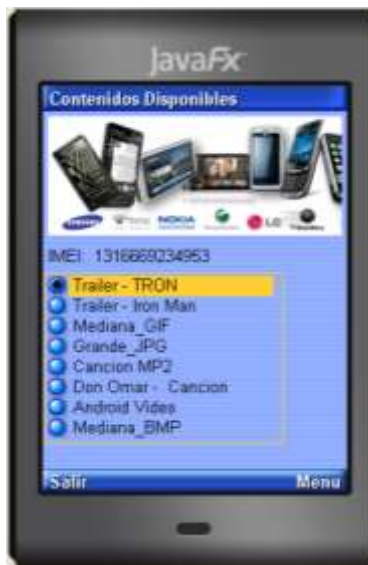 JavaFx
Contenidos Disponibles
SAMSUNG NOKIA LG
IMEI: 1316669234953
Trailer - TRON
Trailer - Iron Man
Mediana_GIF
Grande_JPG
Cancion MP2
Don Omar - Cancion
Android Video
Mediana_BMP
Salir Menu